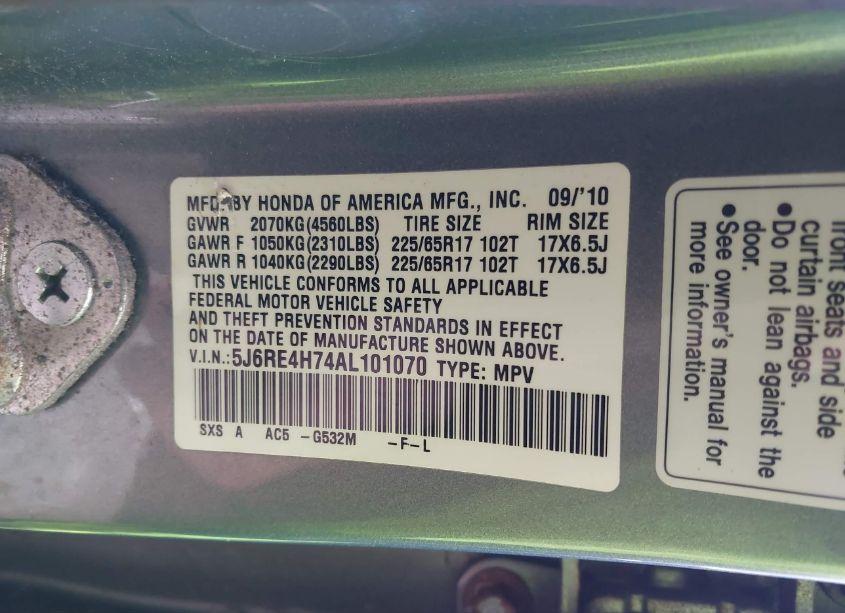 MFD BY HONDA OF AMERICA MFG., INC. 09/'10
GVWR 2070KG(4560LBS) TIRE SIZE RIM SIZE
GAWR F 1050KG(2310LBS) 225/65R17 102T 17X6.5J
GAWR R 1040KG(2290LBS) 225/65R17 102T 17X6.5J
THIS VEHICLE CONFORMS TO ALL APPLICABLE
FEDERAL MOTOR VEHICLE SAFETY
AND THEFT PREVENTION STANDARDS IN EFFECT
ON THE DATE OF MANUFACTURE SHOWN ABOVE.
V.I.N.:5J6RE4H74AL101070 TYPE: MPV
SXS A AC5 -G532M -F-L
front seats and side
curtain airbags.
●Do not lean against the
door.
●See owner's manual for
more information.